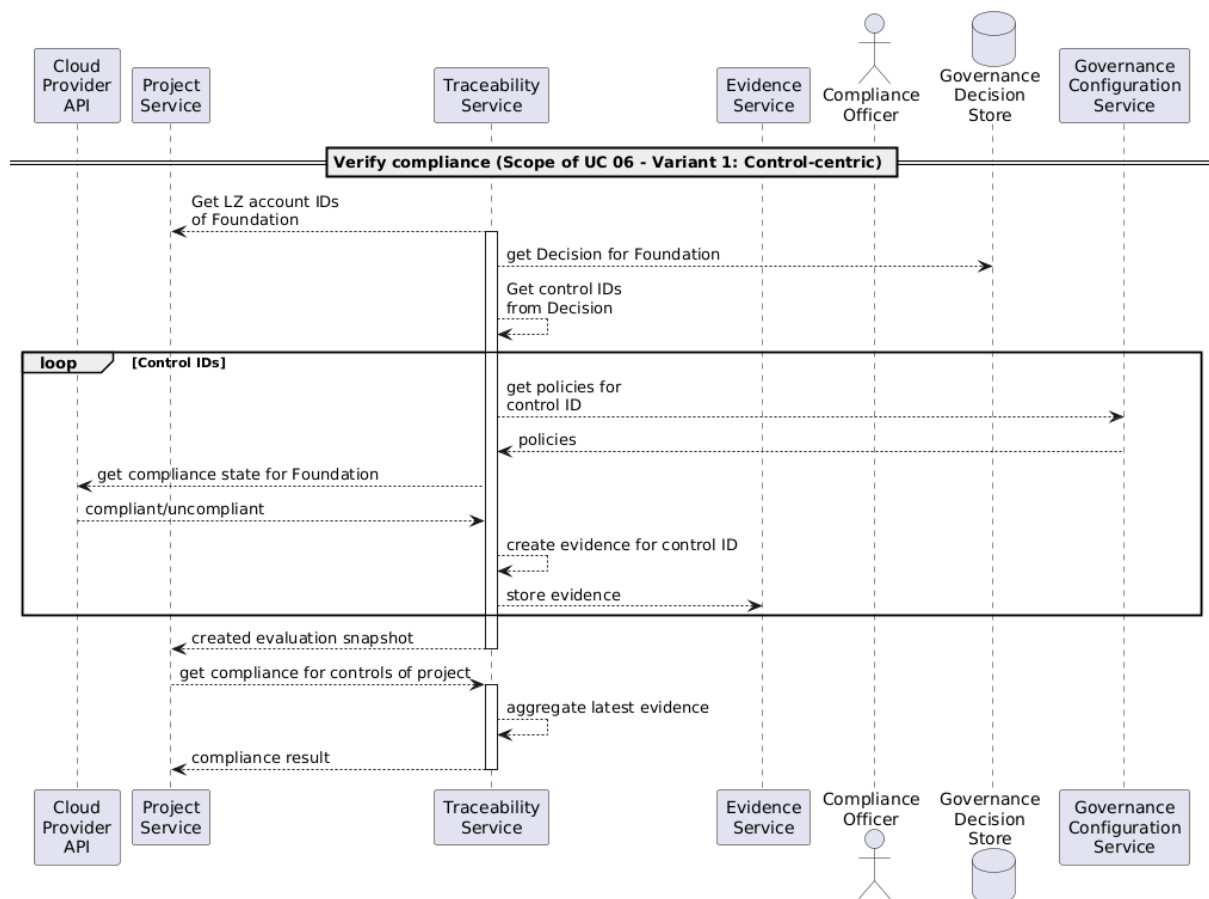 Cloud
Provider
API
Project
Service
Traceability
Service
Evidence
Service
Compliance
Officer
Governance
Decision
Store
Governance
Configuration
Service
Verify compliance (Scope of UC 06 - Variant 1: Control-centric)
Get LZ account IDs
of Foundation
get Decision for Foundation
Get control IDs
from Decision
loop
[Control IDs]
get policies for
control ID
policies
get compliance state for Foundation
compliant/uncompliant
create evidence for control ID
store evidence
created evaluation snapshot
get compliance for controls of project
aggregate latest evidence
compliance result
Cloud
Provider
API
Project
Service
Traceability
Service
Evidence
Service
Compliance
Officer
Governance
Decision
Store
Governance
Configuration
Service